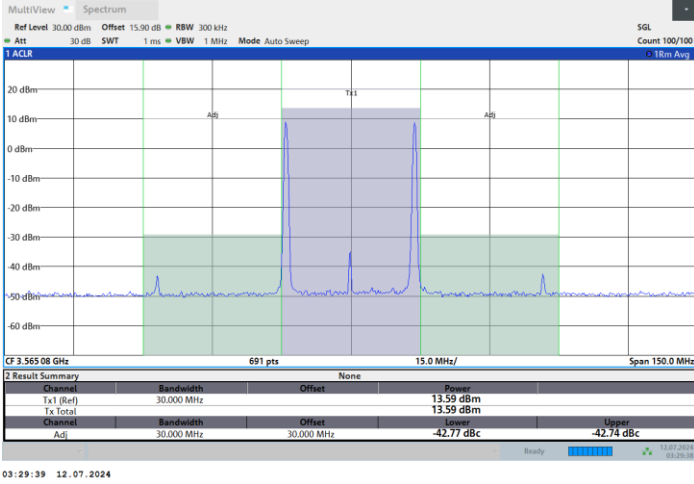 MultiView Spectrum
Ref Level 30.00 dBm Offset 15.90 dB RBW 300 kHz SGL
Att 30 dB SWT 1 ms VBW 1 MHz Mode Auto Sweep Count 100/100
1 ACLR 1Rm Avg
20 dBm
Tx1
10 dBm
Adj Adj
0 dBm
-10 dBm
-20 dBm
-30 dBm
-40 dBm
-50 dBm
-60 dBm
CF 3.565 08 GHz 691 pts 15.0 MHz/ Span 150.0 MHz
2 Result Summary None
Channel Bandwidth Offset Power
Tx1 (Ref) 30.000 MHz 13.59 dBm
Tx Total 13.59 dBm
Channel Bandwidth Offset Lower Upper
Adj 30.000 MHz 30.000 MHz -42.77 dBc -42.74 dBc
Ready 12.07.2024
03:29:38
03:29:39 12.07.2024